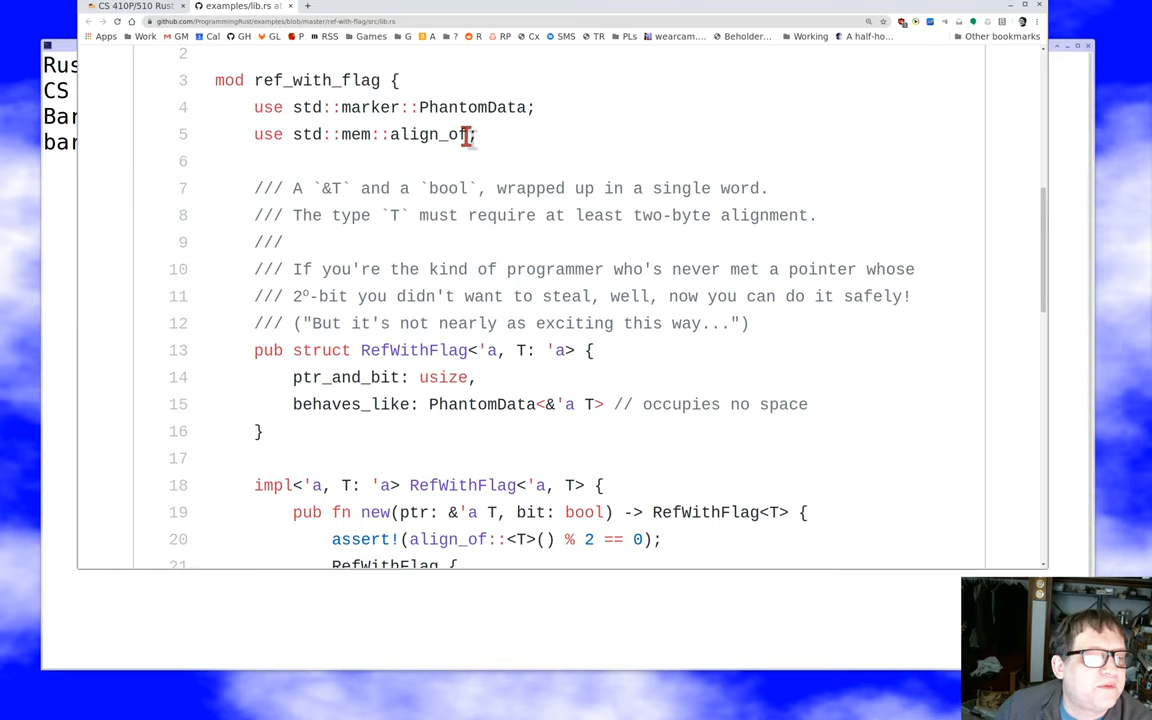 CS 410P/510 Rust
examples/lib.rs at
github.com/ProgrammingRust/examples/blob/master/ref-with-flag/src/lib.rs
Apps Work GM Cal GH GL P RSS Games G A ? R RP Cx SMS TR PLs wearcam.... Beholder... Working A half-ho... Other bookmarks
Rus
CS
Bar
bar
2
3 mod ref_with_flag {
4 use std::marker::PhantomData;
5 use std::mem::align_of;
6
7 /// A `&T` and a `bool`, wrapped up in a single word.
8 /// The type `T` must require at least two-byte alignment.
9 ///
10 /// If you're the kind of programmer who's never met a pointer whose
11 /// 2⁰-bit you didn't want to steal, well, now you can do it safely!
12 /// ("But it's not nearly as exciting this way...")
13 pub struct RefWithFlag<'a, T: 'a> {
14 ptr_and_bit: usize,
15 behaves_like: PhantomData<&'a T> // occupies no space
16 }
17
18 impl<'a, T: 'a> RefWithFlag<'a, T> {
19 pub fn new(ptr: &'a T, bit: bool) -> RefWithFlag<T> {
20 assert!(align_of::<T>() % 2 == 0);
21 RefWithFlag {